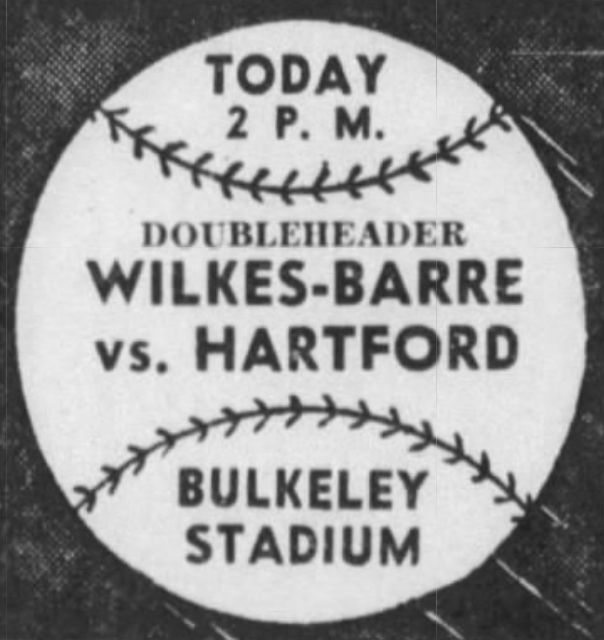 TODAY
2 P. M.
DOUBLEHEADER
WILKES-BARRE
vs. HARTFORD
BULKELEY
STADIUM